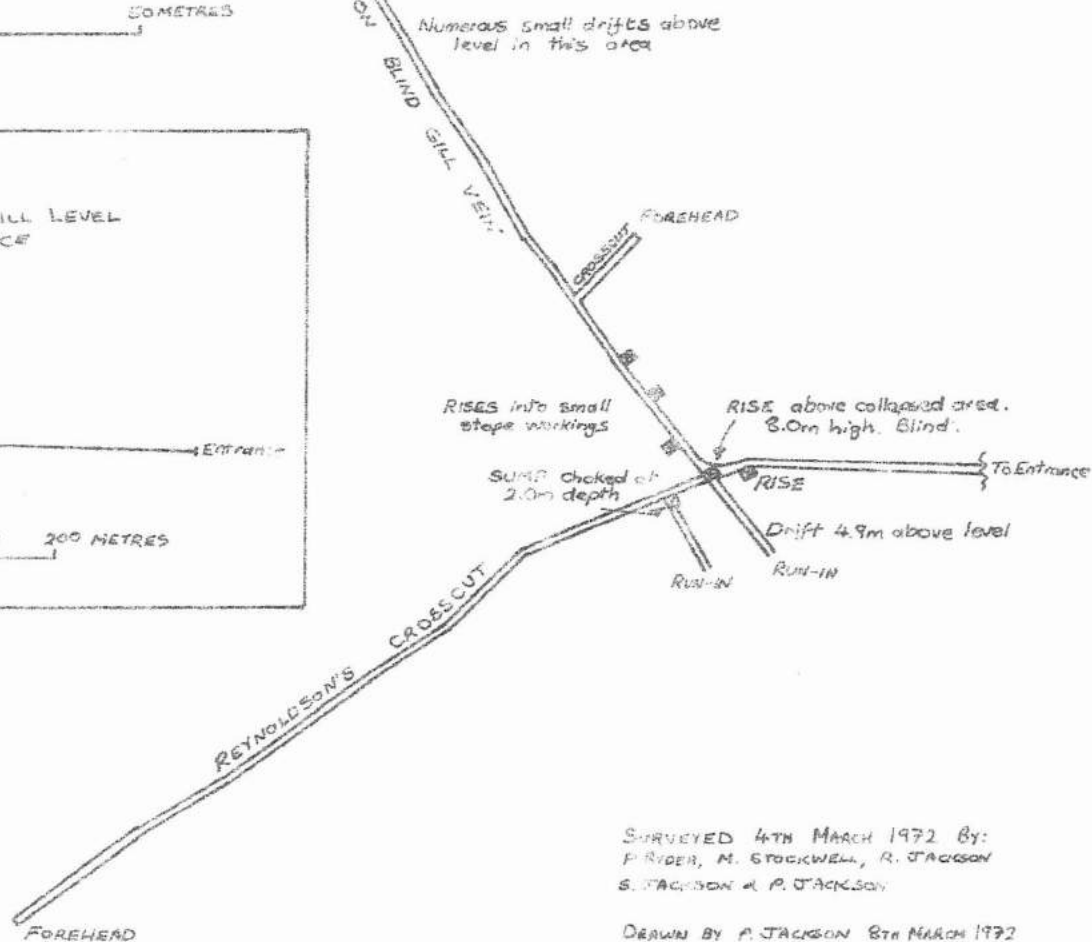 50 METRES
Numerous small drifts above
level in this area
ON BLIND GILL VEIN
ILL LEVEL
CE
FOREHEAD
CROSSCUT
RISES into small
stope workings
RISE above collapsed area.
8.0m high. Blind.
Entrance
To Entrance
SUMP choked at
2.0m depth
RISE
200 METRES
Drift 4.9m above level
RUN-IN
RUN-IN
REYNOLDSON'S CROSSCUT
FOREHEAD
SURVEYED 4TH MARCH 1972 By:
P RYDER, M. STOCKWELL, R. JACKSON
S. JACKSON & P. JACKSON
DRAWN BY P. JACKSON 8TH MARCH 1972